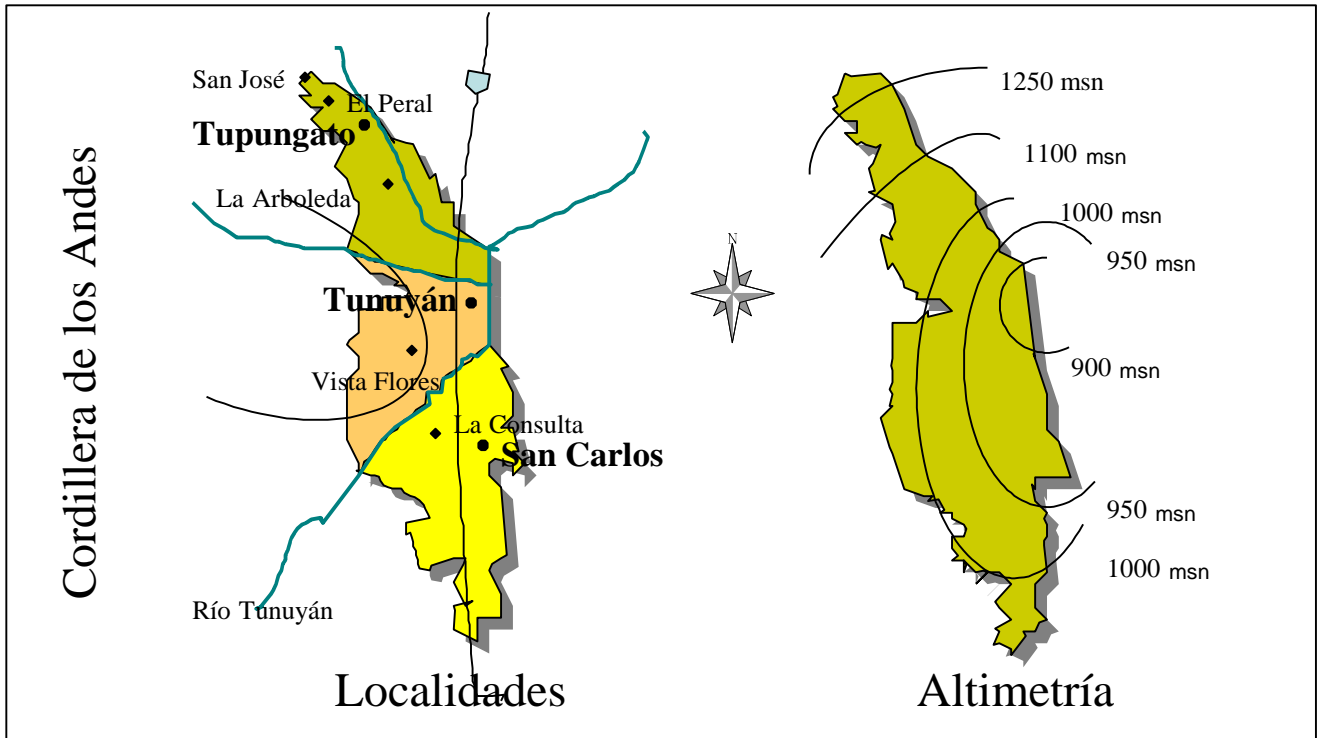 Cordillera de los Andes
San José
El Peral
Tupungato
La Arboleda
Tunuyán
Vista Flores
La Consulta
San Carlos
Río Tunuyán
Localidades
N
1250 msn
1100 msn
1000 msn
950 msn
900 msn
950 msn
1000 msn
Altimetría